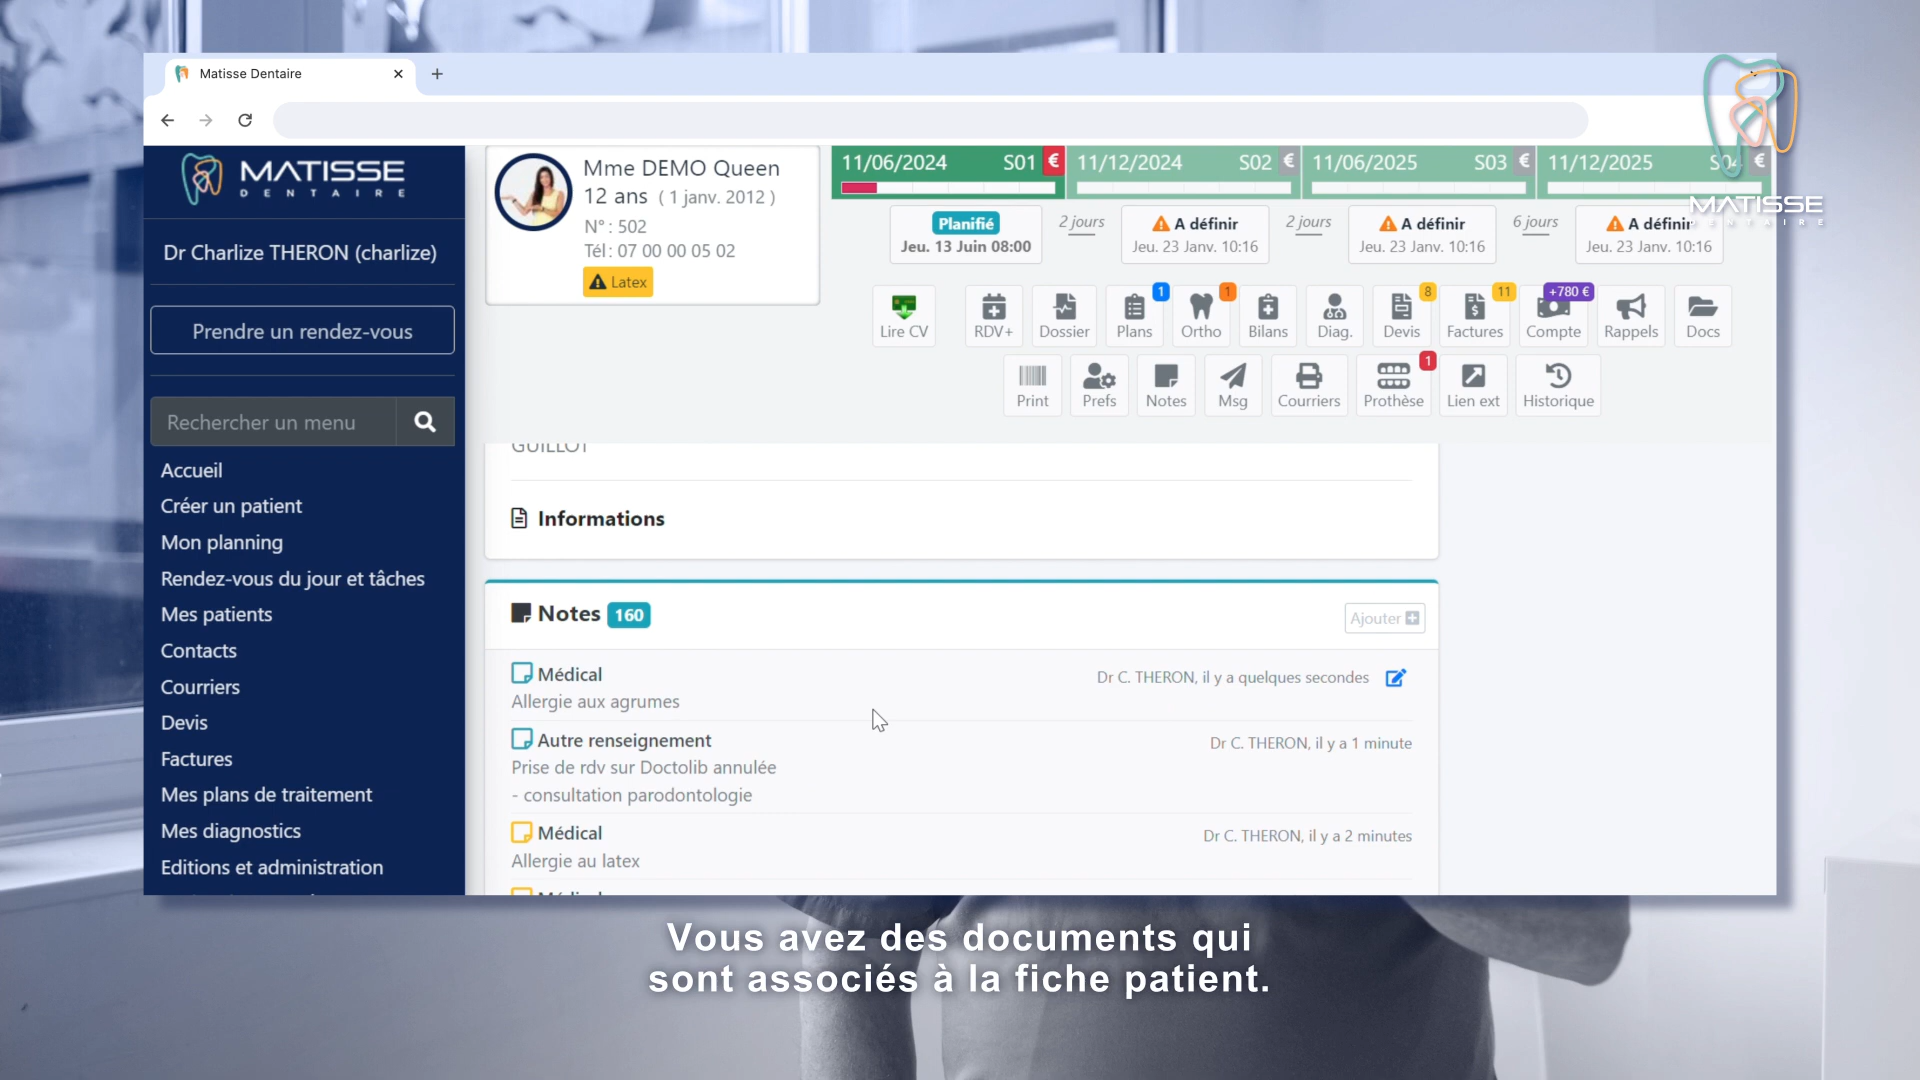 Matisse Dentaire
MATISSE
DENTAIRE
Dr Charlize THERON (charlize)
Prendre un rendez-vous
Rechercher un menu
Accueil
Créer un patient
Mon planning
Rendez-vous du jour et tâches
Mes patients
Contacts
Courriers
Devis
Factures
Mes plans de traitement
Mes diagnostics
Editions et administration
Mme DEMO Queen
12 ans ( 1 janv. 2012 )
N° : 502
Tél : 07 00 00 05 02
Latex
11/06/2024 S01 € 11/12/2024 S02 € 11/06/2025 S03 € 11/12/2025 S04 €
MATISSE
DENTAIRE
Planifié 2 jours A définir 2 jours A définir 6 jours A définir
Jeu. 13 Juin 08:00 Jeu. 23 Janv. 10:16 Jeu. 23 Janv. 10:16 Jeu. 23 Janv. 10:16
1 1 8 11 +780 €
Lire CV RDV+ Dossier Plans Ortho Bilans Diag. Devis Factures Compte Rappels Docs
1
Print Prefs Notes Msg Courriers Prothèse Lien ext Historique
GUILLOT
Informations
Notes 160 Ajouter
Médical Dr C. THERON, il y a quelques secondes
Allergie aux agrumes
Autre renseignement Dr C. THERON, il y a 1 minute
Prise de rdv sur Doctolib annulée
- consultation parodontologie
Médical Dr C. THERON, il y a 2 minutes
Allergie au latex
Médical
Vous avez des documents qui
sont associés à la fiche patient.